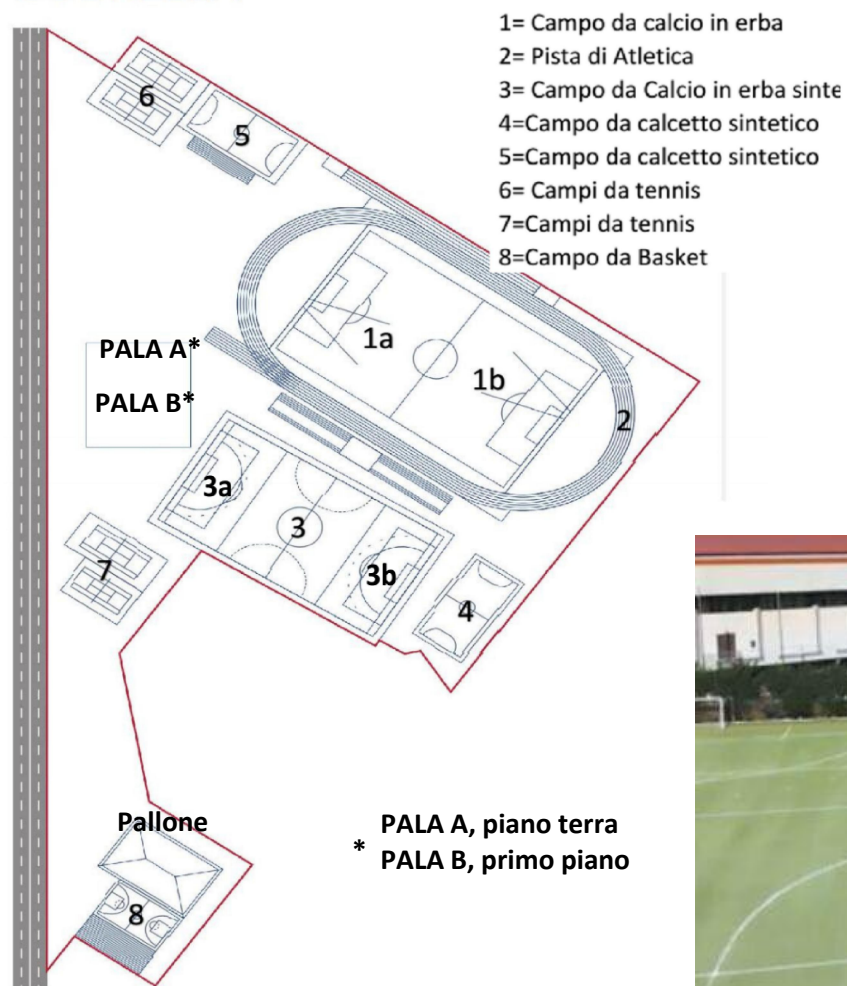 1= Campo da calcio in erba
2= Pista di Atletica
3= Campo da Calcio in erba sinte
4=Campo da calcetto sintetico
5=Campo da calcetto sintetico
6= Campi da tennis
7=Campi da tennis
8=Campo da Basket
6
5
1a
1b
2
PALA A*
PALA B*
3a
3
3b
7
4
Pallone
8
* PALA A, piano terra
PALA B, primo piano